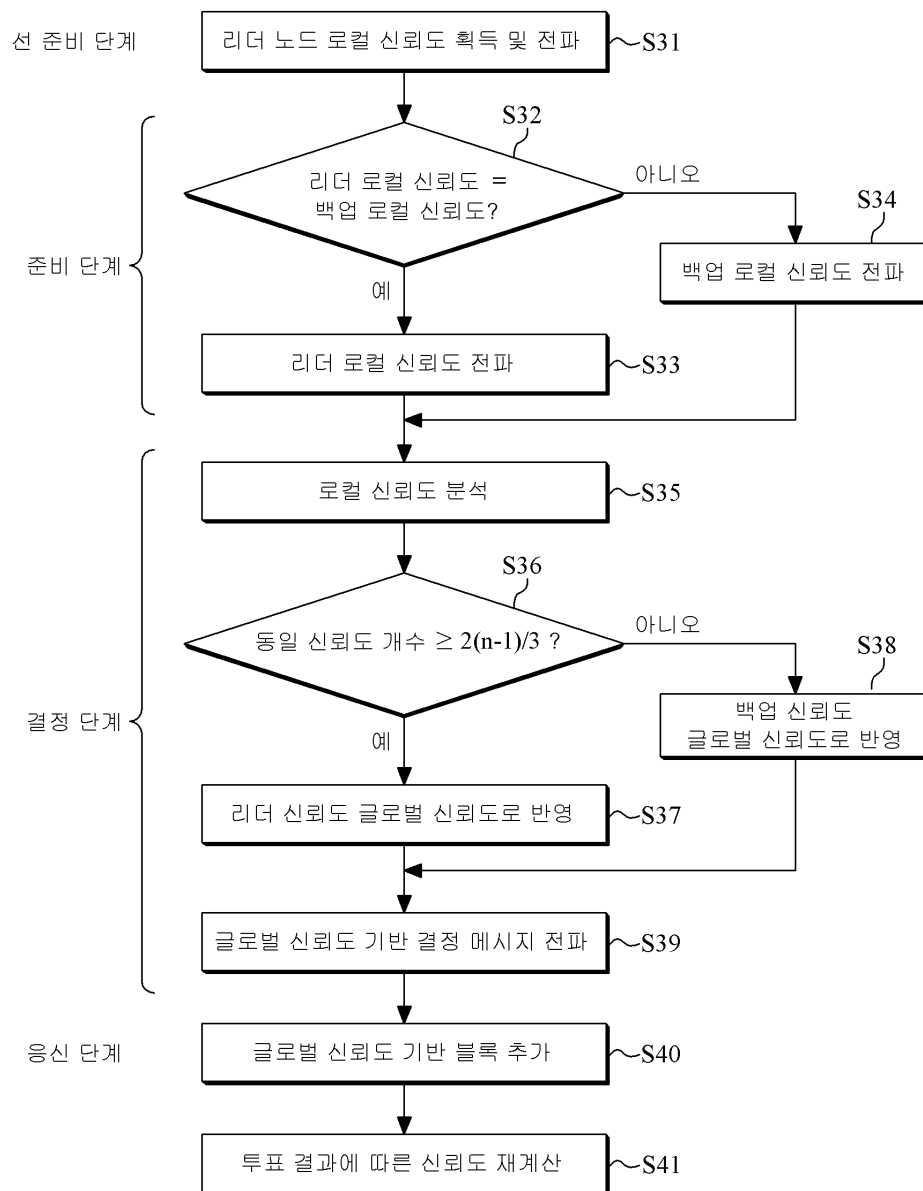 선 준비 단계
리더 노드 로컬 신뢰도 획득 및 전파
S31
S32
리더 로컬 신뢰도 =
백업 로컬 신뢰도?
아니오
S34
백업 로컬 신뢰도 전파
준비 단계
예
리더 로컬 신뢰도 전파
S33
로컬 신뢰도 분석
S35
S36
동일 신뢰도 개수 ≥ 2(n-1)/3 ?
아니오
S38
백업 신뢰도
글로벌 신뢰도로 반영
결정 단계
예
리더 신뢰도 글로벌 신뢰도로 반영
S37
글로벌 신뢰도 기반 결정 메시지 전파
S39
응신 단계
글로벌 신뢰도 기반 블록 추가
S40
투표 결과에 따른 신뢰도 재계산
S41